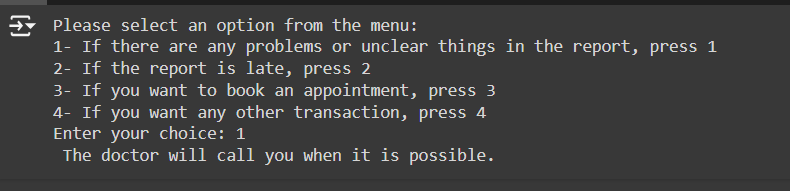 Please select an option from the menu:
1- If there are any problems or unclear things in the report, press 1
2- If the report is late, press 2
3- If you want to book an appointment, press 3
4- If you want any other transaction, press 4
Enter your choice: 1
The doctor will call you when it is possible.